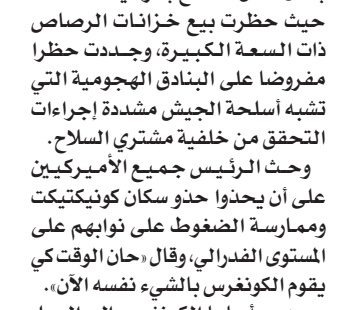 حيث حظرت بيع خزانات الرصاص
ذات السعة الكبيرة، وجددت حظرا
مفروضا على البنادق الهجومية التي
تشبه أسلحة الجيش مشددة إجراءات
التحقق من خلفية مشتري السلاح.
وحث الرئيس جميع الأميركيين
على أن يحذوا حذو سكان كونيكتيكت
وممارسة الضغوط على نوابهم على
المستوى الفدرالي، وقال «حان الوقت كي
يقوم الكونغرس بالشيء نفسه الآن».